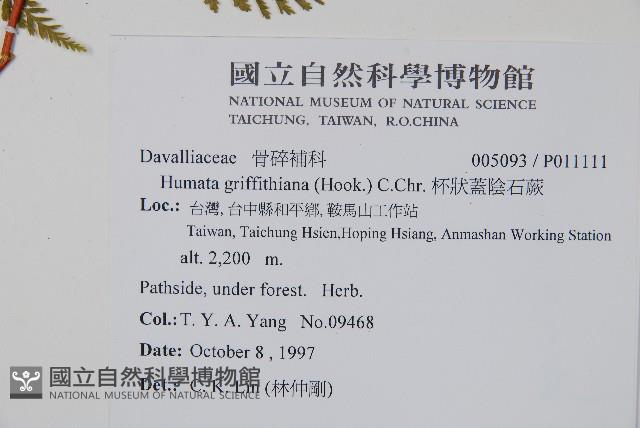 國立自然科學博物館
NATIONAL MUSEUM OF NATURAL SCIENCE
TAICHUNG, TAIWAN, R.O.CHINA
Davalliaceae 骨碎補科 005093 / P011111
Humata griffithiana (Hook.) C.Chr. 杯狀蓋陰石蕨
Loc.: 台灣, 台中縣和平鄉, 鞍馬山工作站
Taiwan, Taichung Hsien,Hoping Hsiang, Anmashan Working Station
alt. 2,200 m.
Pathside, under forest. Herb.
Col.: T. Y. A. Yang No.09468
Date: October 8 , 1997
國立自然科學博物館
NATIONAL MUSEUM OF NATURAL SCIENCE
Det.: C. K. Lin (林仲剛)